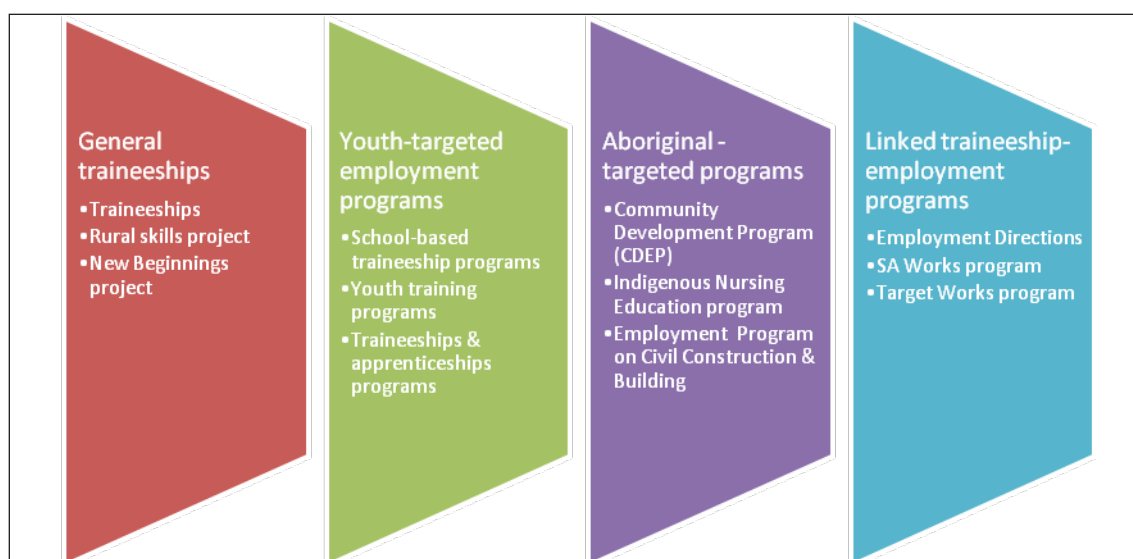 General
traineeships
•Traineeships
•Rural skills project
•New Beginnings
project
Youth-targeted
employment
programs
•School-based
traineeship programs
•Youth training
programs
•Traineeships &
apprenticeships
programs
Aboriginal -
targeted programs
•Community
Development Program
(CDEP)
•Indigenous Nursing
Education program
•Employment Program
on Civil Construction &
Building
Linked traineeship-
employment
programs
•Employment Directions
•SA Works program
•Target Works program